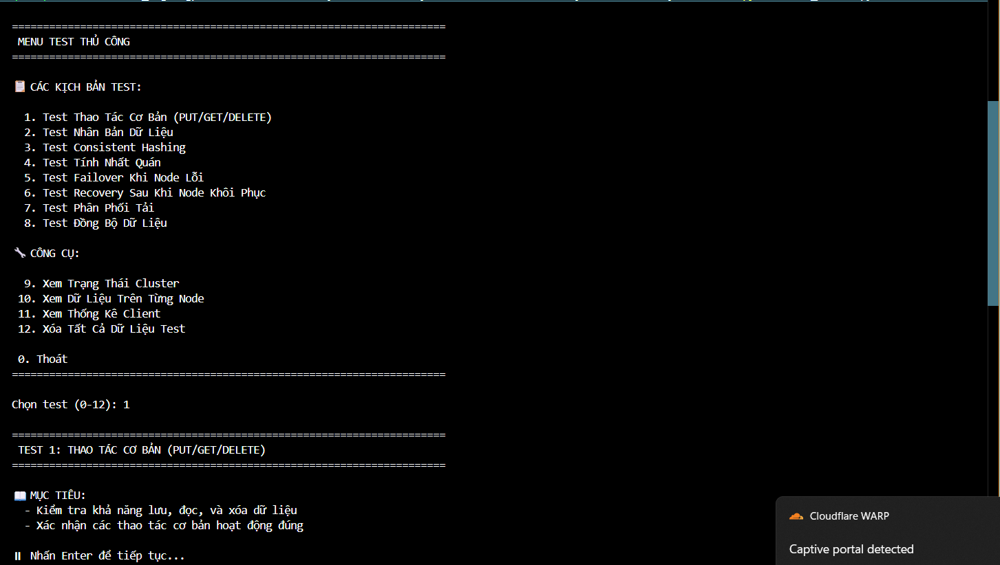 ======================================================================
MENU TEST THỦ CÔNG
======================================================================
📋 CÁC KỊCH BẢN TEST:
1. Test Thao Tác Cơ Bản (PUT/GET/DELETE)
2. Test Nhân Bản Dữ Liệu
3. Test Consistent Hashing
4. Test Tính Nhất Quán
5. Test Failover Khi Node Lỗi
6. Test Recovery Sau Khi Node Khôi Phục
7. Test Phân Phối Tải
8. Test Đồng Bộ Dữ Liệu
🔧 CÔNG CỤ:
9. Xem Trạng Thái Cluster
10. Xem Dữ Liệu Trên Từng Node
11. Xem Thống Kê Client
12. Xóa Tất Cả Dữ Liệu Test
0. Thoát
======================================================================
Chọn test (0-12): 1
======================================================================
TEST 1: THAO TÁC CƠ BẢN (PUT/GET/DELETE)
======================================================================
📖 MỤC TIÊU:
- Kiểm tra khả năng lưu, đọc, và xóa dữ liệu
- Xác nhận các thao tác cơ bản hoạt động đúng
⏸ Nhấn Enter để tiếp tục...
Cloudflare WARP
Captive portal detected